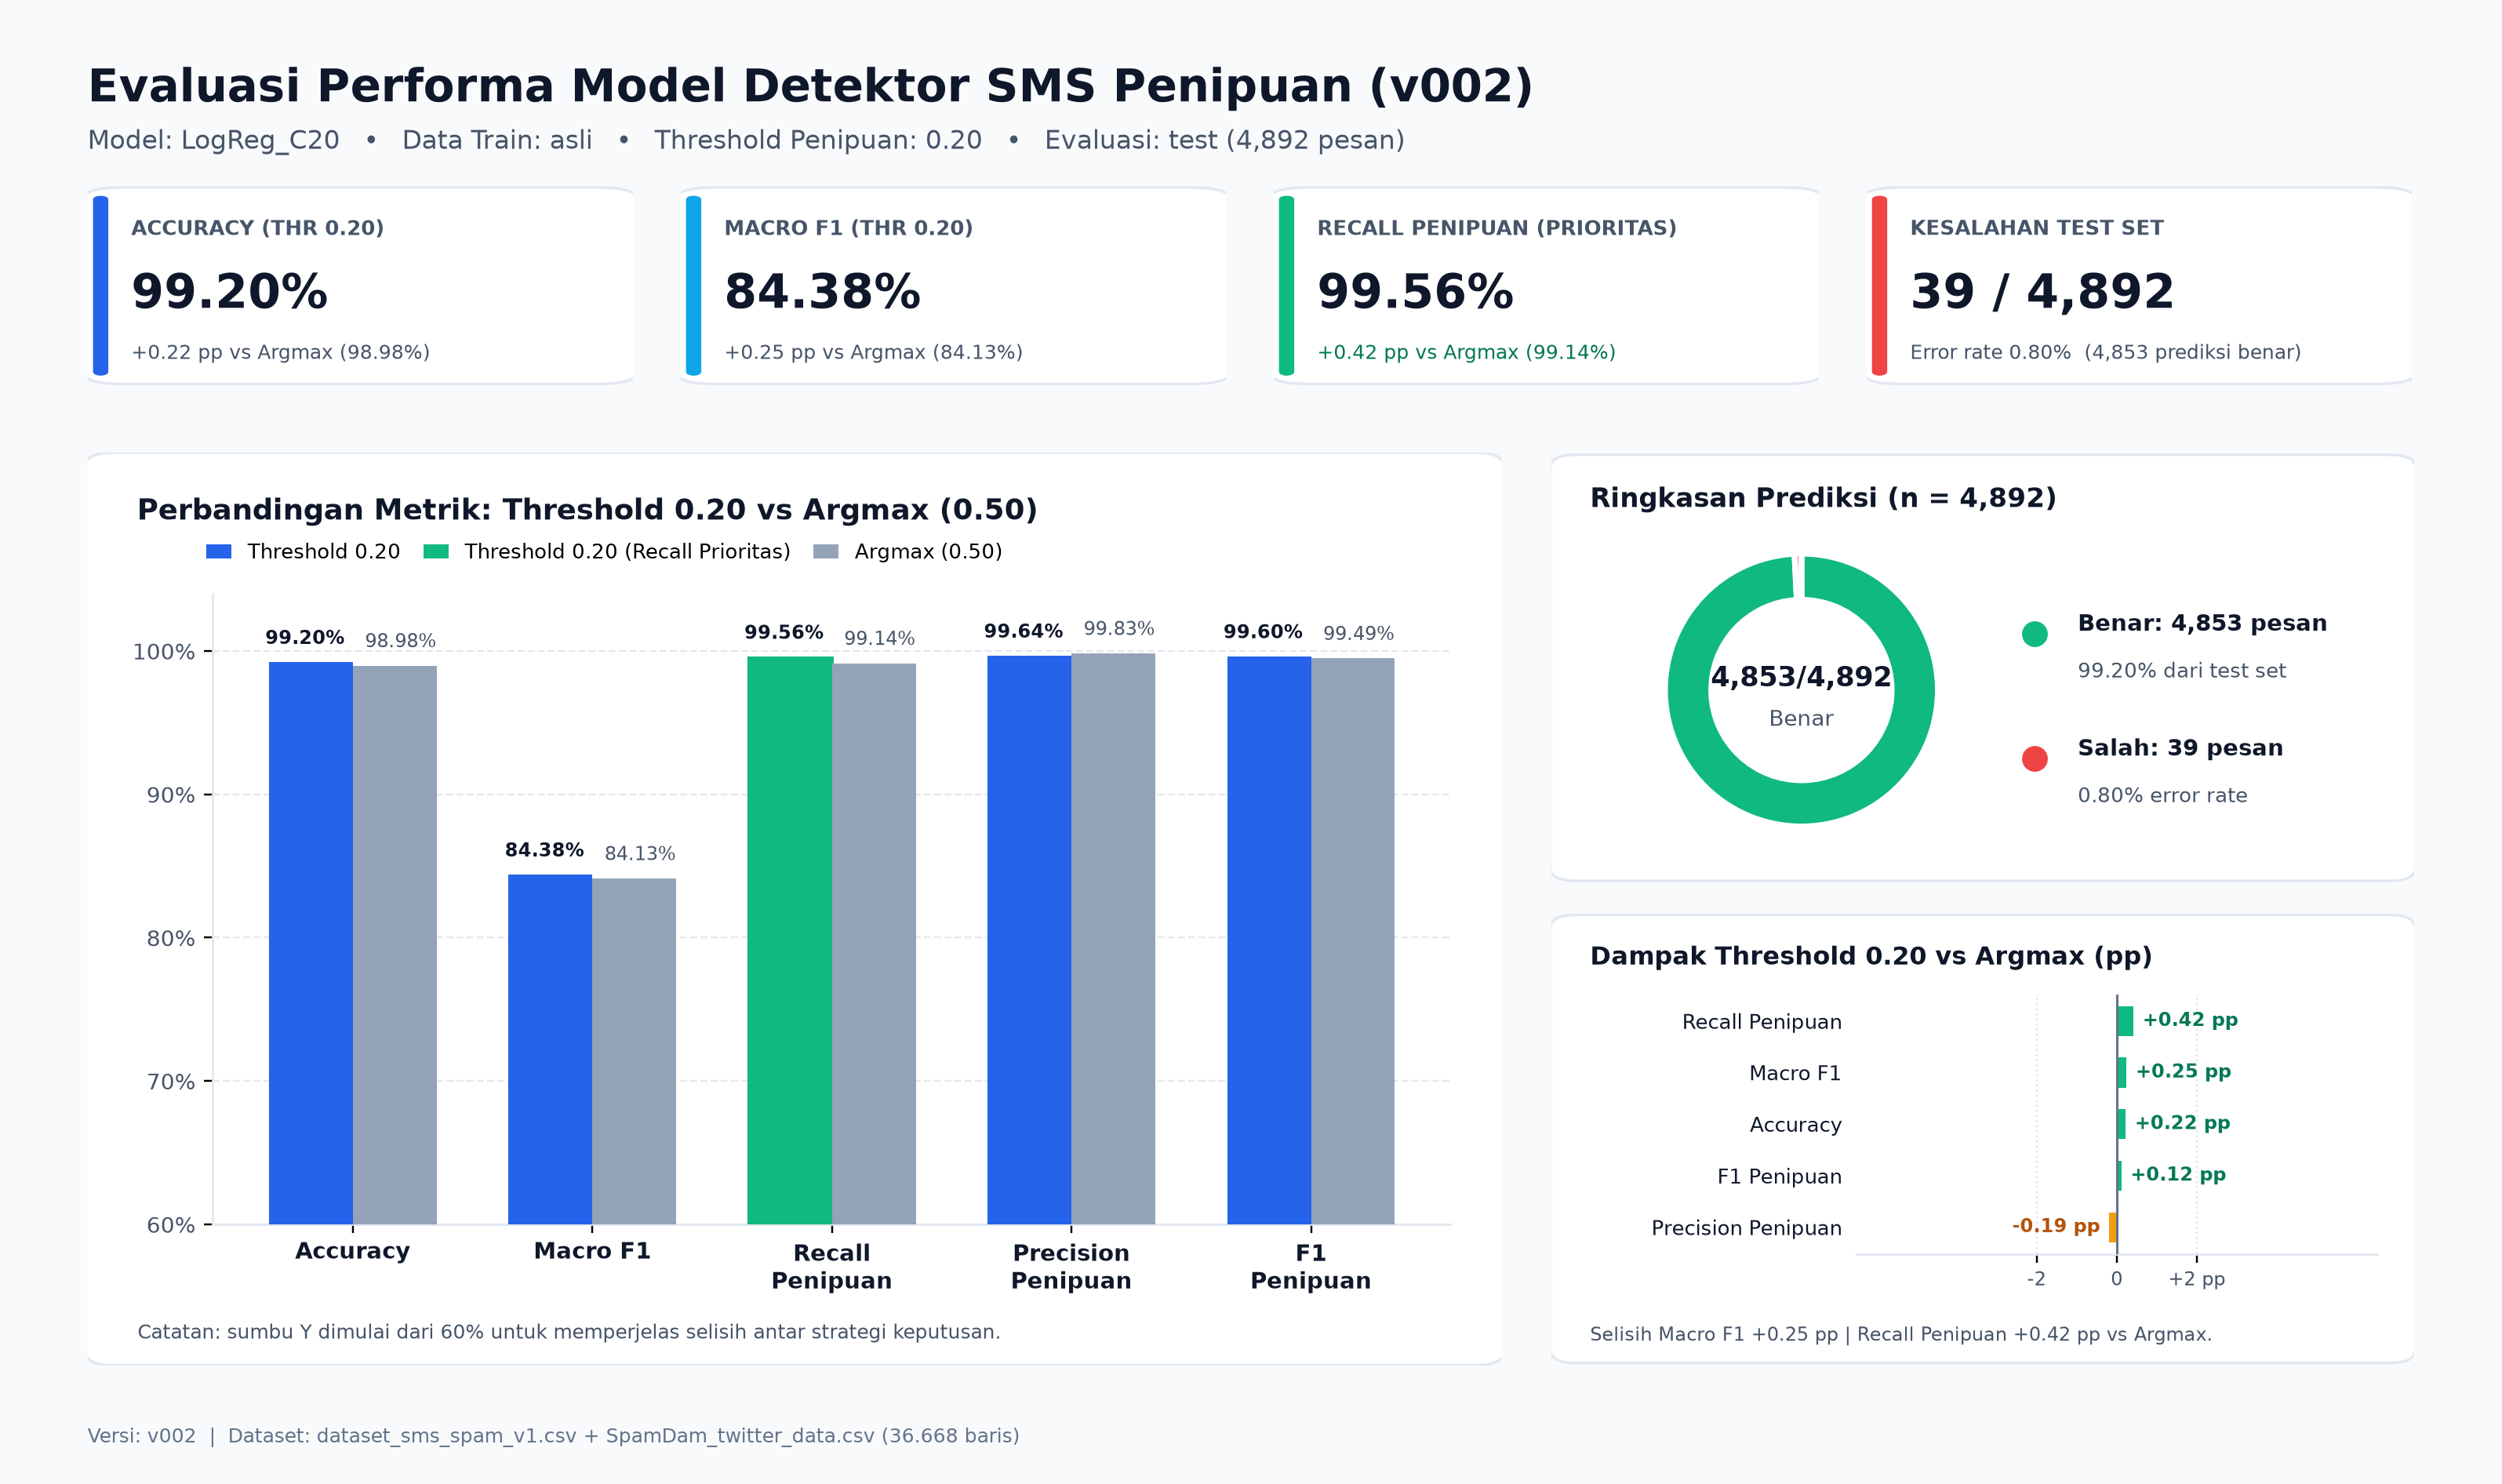 Evaluasi Performa Model Detektor SMS Penipuan (v002)
Model: LogReg_C20 • Data Train: asli • Threshold Penipuan: 0.20 • Evaluasi: test (4,892 pesan)
ACCURACY (THR 0.20)
99.20%
+0.22 pp vs Argmax (98.98%)
MACRO F1 (THR 0.20)
84.38%
+0.25 pp vs Argmax (84.13%)
RECALL PENIPUAN (PRIORITAS)
99.56%
+0.42 pp vs Argmax (99.14%)
KESALAHAN TEST SET
39 / 4,892
Error rate 0.80% (4,853 prediksi benar)
Perbandingan Metrik: Threshold 0.20 vs Argmax (0.50)
Threshold 0.20 Threshold 0.20 (Recall Prioritas) Argmax (0.50)
99.20% 98.98% 99.56% 99.14% 99.64% 99.83% 99.60% 99.49%
84.38% 84.13%
100%
90%
80%
70%
60%
Accuracy
Macro F1
Recall
Penipuan
Precision
Penipuan
F1
Penipuan
Catatan: sumbu Y dimulai dari 60% untuk memperjelas selisih antar strategi keputusan.
Ringkasan Prediksi (n = 4,892)
4,853/4,892
Benar
Benar: 4,853 pesan
99.20% dari test set
Salah: 39 pesan
0.80% error rate
Dampak Threshold 0.20 vs Argmax (pp)
Recall Penipuan +0.42 pp
Macro F1 +0.25 pp
Accuracy +0.22 pp
F1 Penipuan +0.12 pp
Precision Penipuan -0.19 pp
-2 0 +2 pp
Selisih Macro F1 +0.25 pp | Recall Penipuan +0.42 pp vs Argmax.
Versi: v002 | Dataset: dataset_sms_spam_v1.csv + SpamDam_twitter_data.csv (36.668 baris)